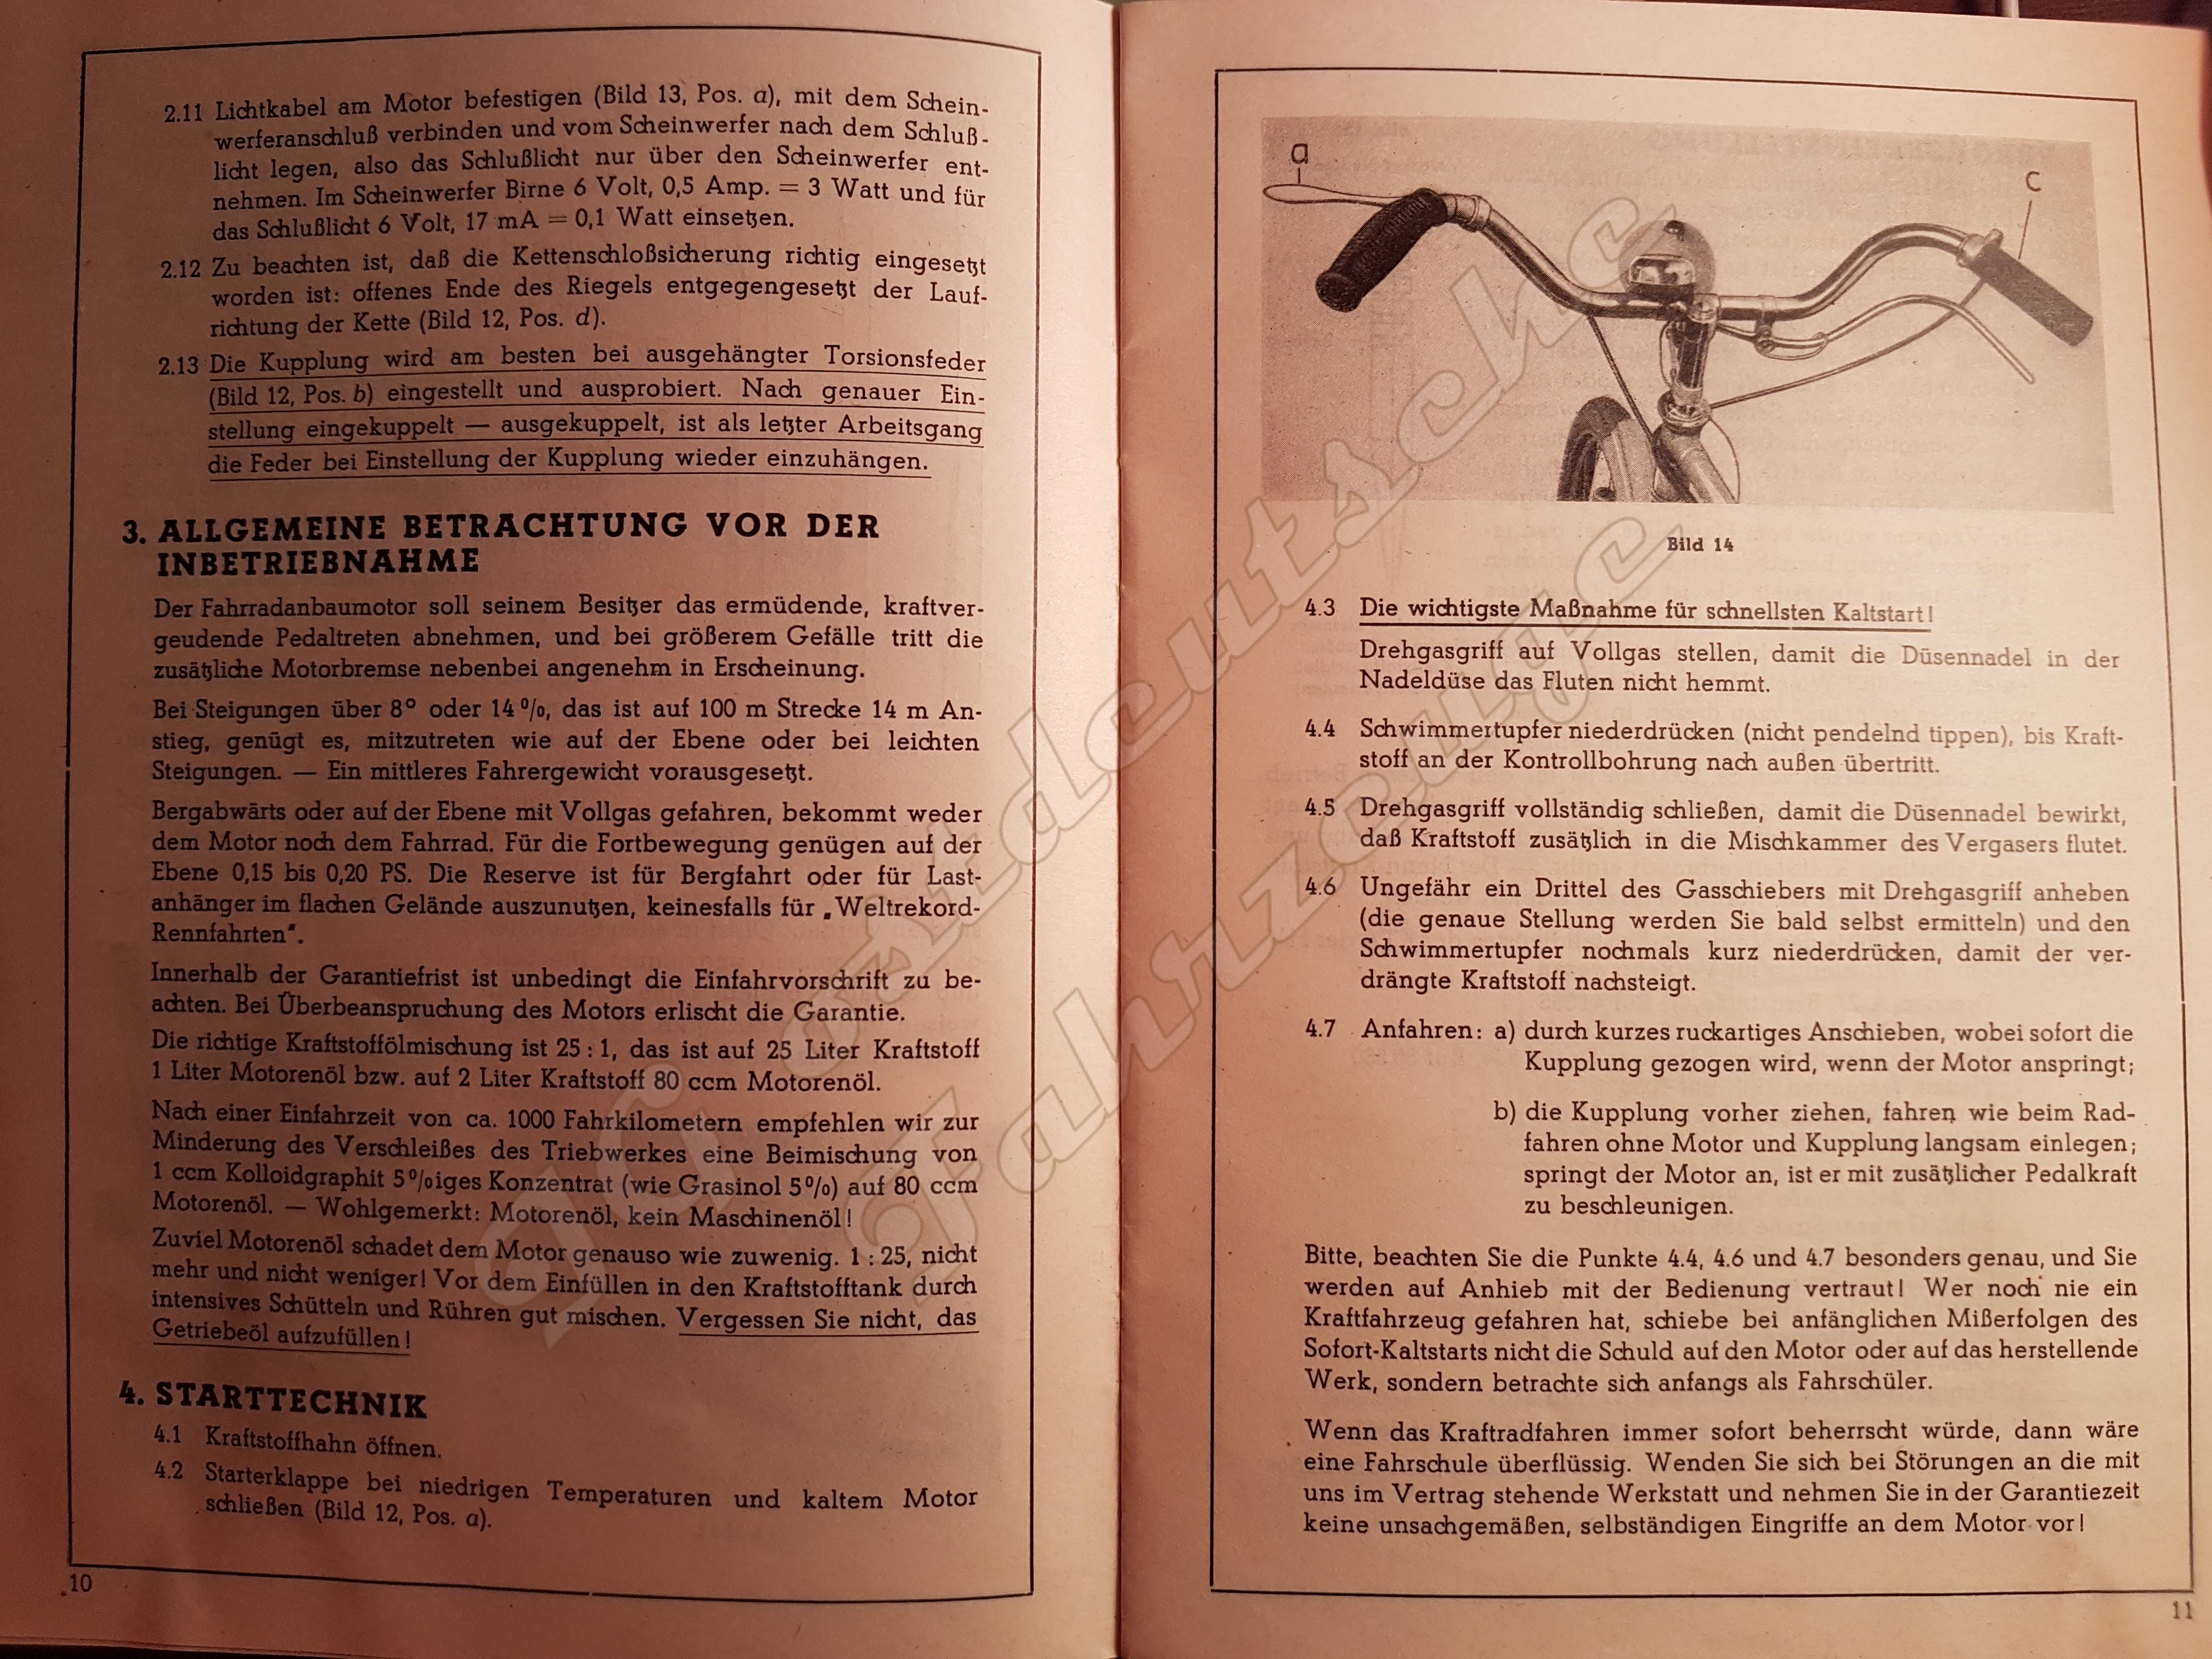 2.11 Lichtkabel am Motor befestigen (Bild 13, Pos. a), mit dem Schein-
werferanschluß verbinden und vom Scheinwerfer nach dem Schluß-
licht legen, also das Schlußlicht nur über den Scheinwerfer ent-
nehmen. Im Scheinwerfer Birne 6 Volt, 0,5 Amp. = 3 Watt und für
das Schlußlicht 6 Volt, 17 mA = 0,1 Watt einsetzen.
2.12 Zu beachten ist, daß die Kettenschloßsicherung richtig eingesetzt
worden ist: offenes Ende des Riegels entgegengesetzt der Lauf-
richtung der Kette (Bild 12, Pos. d).
2.13 Die Kupplung wird am besten bei ausgehängter Torsionsfeder
(Bild 12, Pos. b) eingestellt und ausprobiert. Nach genauer Ein-
stellung eingekuppelt — ausgekuppelt, ist als letzter Arbeitsgang
die Feder bei Einstellung der Kupplung wieder einzuhängen.
3. ALLGEMEINE BETRACHTUNG VOR DER
INBETRIEBNAHME
Der Fahrradanbaumotor soll seinem Besitzer das ermüdende, kraftver-
geudende Pedaltreten abnehmen, und bei größerem Gefälle tritt die
zusätzliche Motorbremse nebenbei angenehm in Erscheinung.
Bei Steigungen über 8° oder 14%, das ist auf 100 m Strecke 14 m An-
stieg, genügt es, mitzutreten wie auf der Ebene oder bei leichten
Steigungen. — Ein mittleres Fahrergewicht vorausgesetzt.
Bergabwärts oder auf der Ebene mit Vollgas gefahren, bekommt weder
dem Motor noch dem Fahrrad. Für die Fortbewegung genügen auf der
Ebene 0,15 bis 0,20 PS. Die Reserve ist für Bergfahrt oder für Last-
anhänger im flachen Gelände auszunutzen, keinesfalls für „Weltrekord-
Rennfahrten".
Innerhalb der Garantiefrist ist unbedingt die Einfahrvorschrift zu be-
achten. Bei Überbeanspruchung des Motors erlischt die Garantie.
Die richtige Kraftstoffölmischung ist 25 : 1, das ist auf 25 Liter Kraftstoff
1 Liter Motorenöl bzw. auf 2 Liter Kraftstoff 80 ccm Motorenöl.
Nach einer Einfahrzeit von ca. 1000 Fahrkilometern empfehlen wir zur
Minderung des Verschleißes des Triebwerkes eine Beimischung von
1 ccm Kolloidgraphit 5%iges Konzentrat (wie Grasinol 5%) auf 80 ccm
Motorenöl. — Wohlgemerkt: Motorenöl, kein Maschinenöl!
Zuviel Motorenöl schadet dem Motor genauso wie zuwenig. 1 : 25, nicht
mehr und nicht weniger! Vor dem Einfüllen in den Kraftstofftank durch
intensives Schütteln und Rühren gut mischen. Vergessen Sie nicht, das
Getriebeöl aufzufüllen!
4. STARTTECHNIK
4.1 Kraftstoffhahn öffnen.
4.2 Starterklappe bei niedrigen Temperaturen und kaltem Motor
schließen (Bild 12, Pos. a).
10
a
c
Bild 14
4.3 Die wichtigste Maßnahme für schnellsten Kaltstart!
Drehgasgriff auf Vollgas stellen, damit die Düsennadel in der
Nadeldüse das Fluten nicht hemmt.
4.4 Schwimmertupfer niederdrücken (nicht pendelnd tippen), bis Kraft-
stoff an der Kontrollbohrung nach außen übertritt.
4.5 Drehgasgriff vollständig schließen, damit die Düsennadel bewirkt,
daß Kraftstoff zusätzlich in die Mischkammer des Vergasers flutet.
4.6 Ungefähr ein Drittel des Gasschiebers mit Drehgasgriff anheben
(die genaue Stellung werden Sie bald selbst ermitteln) und den
Schwimmertupfer nochmals kurz niederdrücken, damit der ver-
drängte Kraftstoff nachsteigt.
4.7 Anfahren: a) durch kurzes ruckartiges Anschieben, wobei sofort die
Kupplung gezogen wird, wenn der Motor anspringt;
b) die Kupplung vorher ziehen, fahren wie beim Rad-
fahren ohne Motor und Kupplung langsam einlegen;
springt der Motor an, ist er mit zusätzlicher Pedalkraft
zu beschleunigen.
Bitte, beachten Sie die Punkte 4.4, 4.6 und 4.7 besonders genau, und Sie
werden auf Anhieb mit der Bedienung vertraut! Wer noch nie ein
Kraftfahrzeug gefahren hat, schiebe bei anfänglichen Mißerfolgen des
Sofort-Kaltstarts nicht die Schuld auf den Motor oder auf das herstellende
Werk, sondern betrachte sich anfangs als Fahrschüler.
Wenn das Kraftradfahren immer sofort beherrscht würde, dann wäre
eine Fahrschule überflüssig. Wenden Sie sich bei Störungen an die mit
uns im Vertrag stehende Werkstatt und nehmen Sie in der Garantiezeit
keine unsachgemäßen, selbständigen Eingriffe an dem Motor vor!
11
IG ostdeutsche
Fahrzeuge